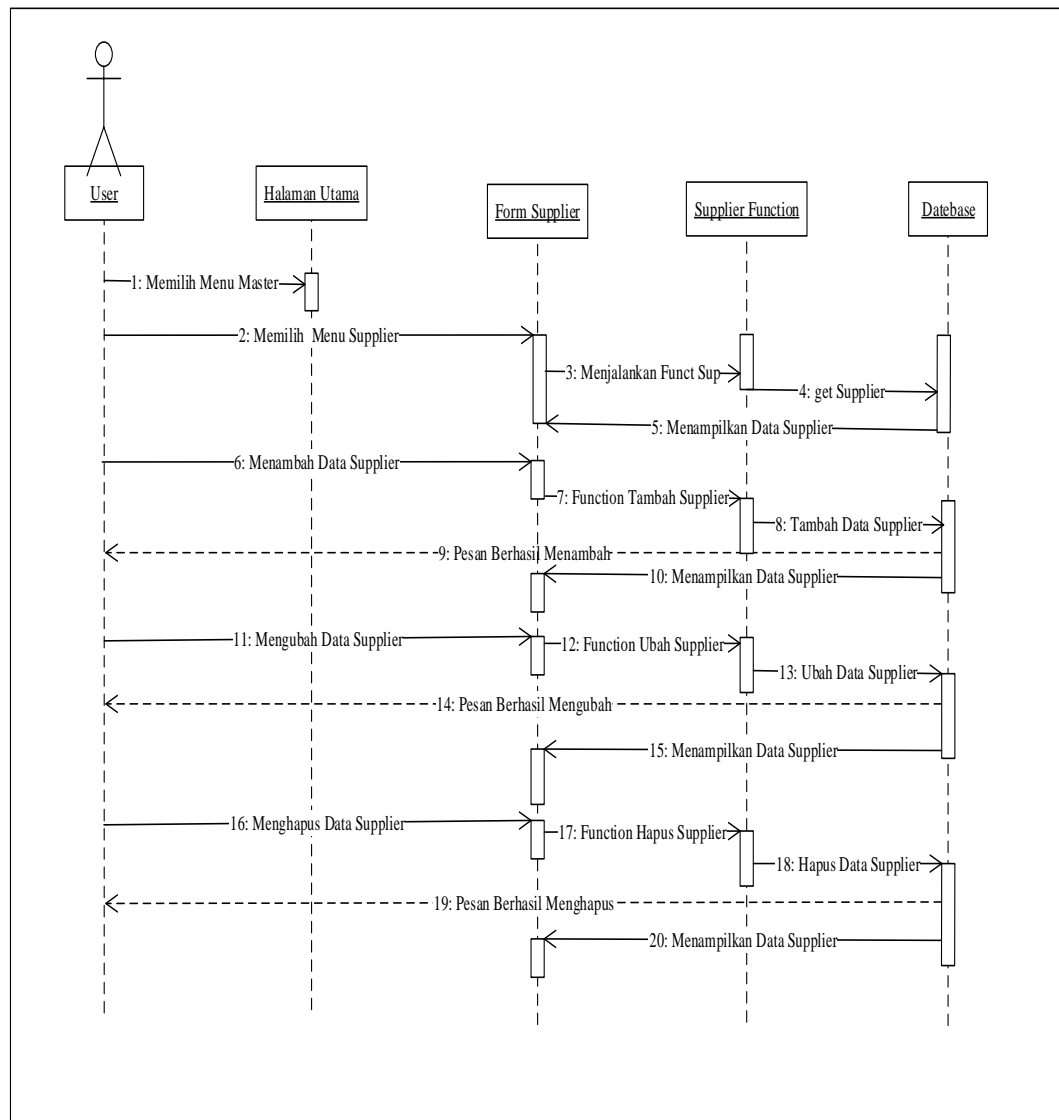 User
Halaman Utama
Form Supplier
Supplier Function
Datebase
1: Memilih Menu Master
2: Memilih Menu Supplier
3: Menjalankan Funct Sup
4: get Supplier
5: Menampilkan Data Supplier
6: Menambah Data Supplier
7: Function Tambah Supplier
8: Tambah Data Supplier
9: Pesan Berhasil Menambah
10: Menampilkan Data Supplier
11: Mengubah Data Supplier
12: Function Ubah Supplier
13: Ubah Data Supplier
14: Pesan Berhasil Mengubah
15: Menampilkan Data Supplier
16: Menghapus Data Supplier
17: Function Hapus Supplier
18: Hapus Data Supplier
19: Pesan Berhasil Menghapus
20: Menampilkan Data Supplier